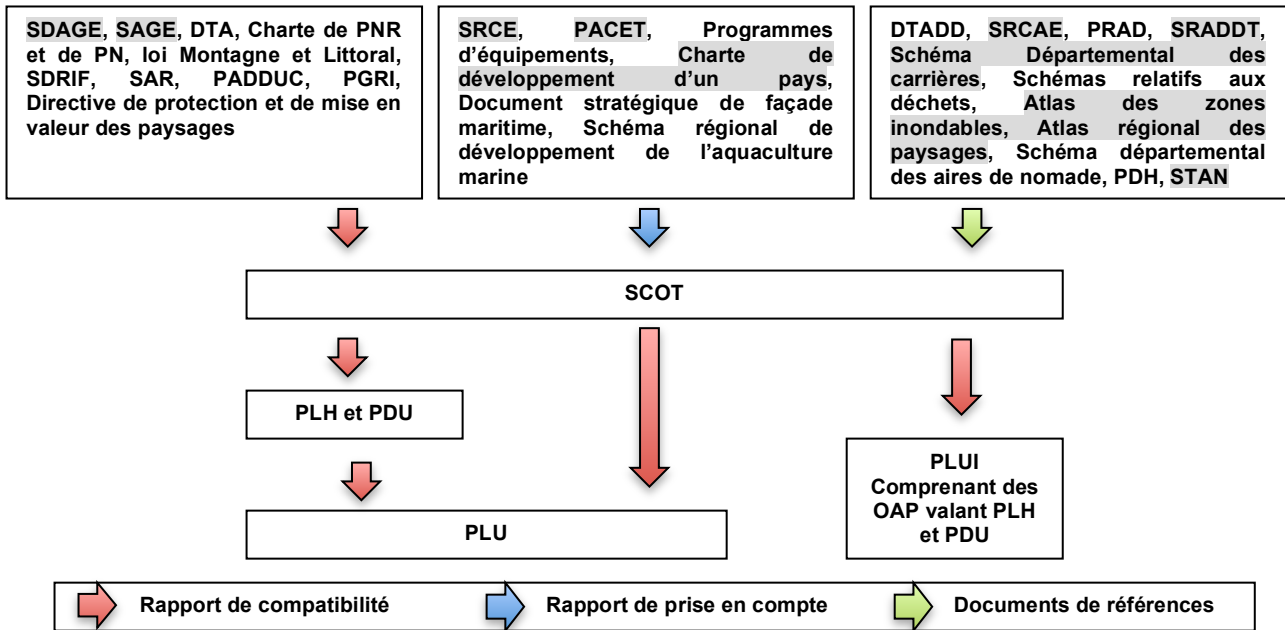 SDAGE, SAGE, DTA, Charte de PNR
et de PN, loi Montagne et Littoral,
SDRIF, SAR, PADDUC, PGRI,
Directive de protection et de mise en
valeur des paysages
SRCE, PACET, Programmes
d'équipements, Charte de
développement d'un pays,
Document stratégique de façade
maritime, Schéma régional de
développement de l'aquaculture
marine
DTADD, SRCAE, PRAD, SRADDT,
Schéma Départemental des
carrières, Schémas relatifs aux
déchets, Atlas des zones
inondables, Atlas régional des
paysages, Schéma départemental
des aires de nomade, PDH, STAN
SCOT
PLH et PDU
PLU
PLUI
Comprenant des
OAP valant PLH
et PDU
Rapport de compatibilité
Rapport de prise en compte
Documents de références